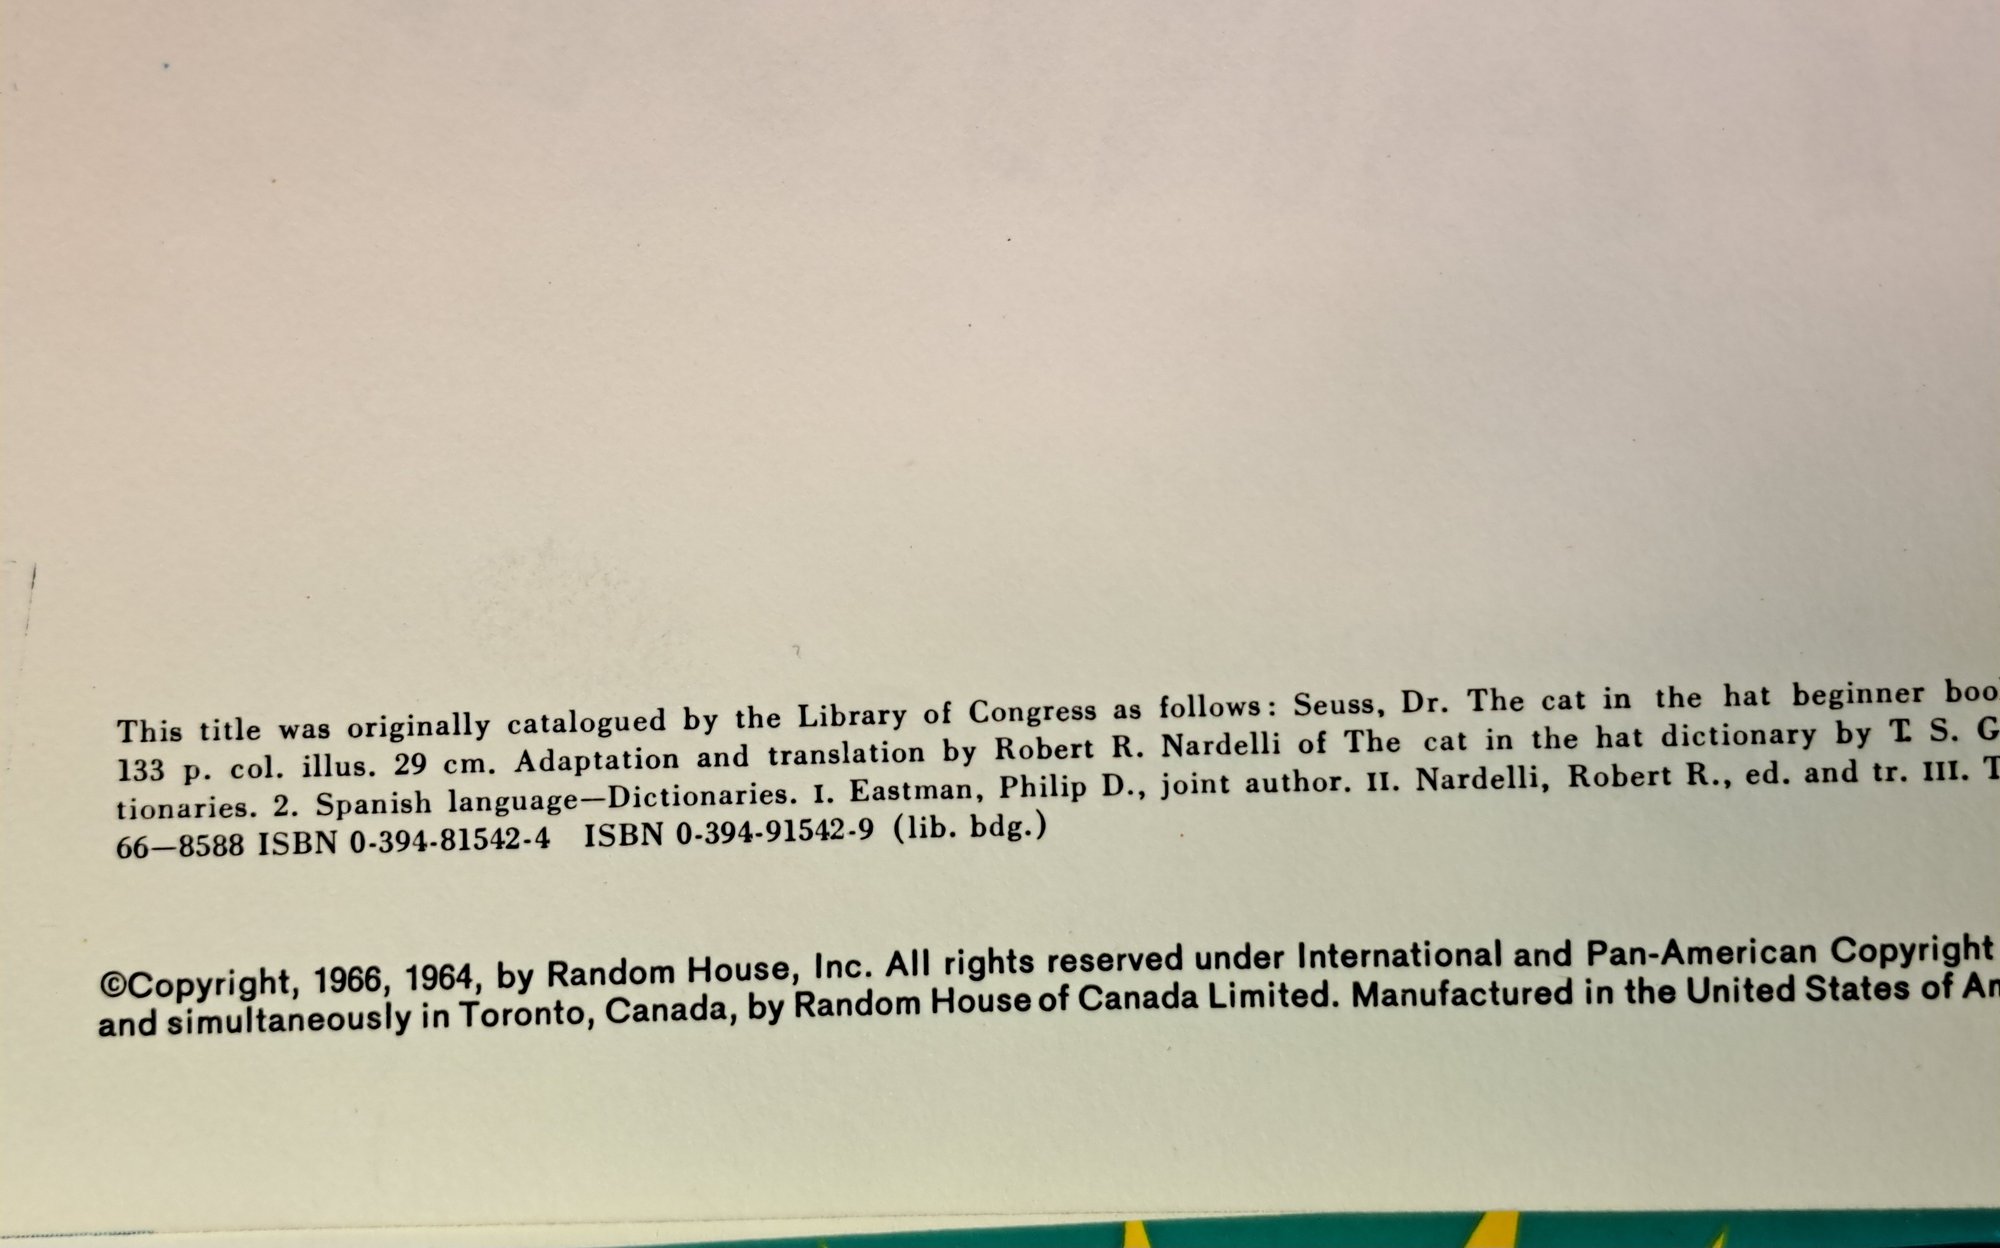 This title was originally catalogued by the Library of Congress as follows: Seuss, Dr. The cat in the hat beginner
133 p. col. illus. 29 cm. Adaptation and translation by Robert R. Nardelli of The cat in the hat dictionary by T. S. G
tionaries. 2. Spanish language—Dictionaries. I. Eastman, Philip D., joint author. II. Nardelli, Robert R., ed. and tr. III. T
66—8588 ISBN 0-394-81542-4 ISBN 0-394-91542-9 (lib. bdg.)
©Copyright, 1966, 1964, by Random House, Inc. All rights reserved under International and Pan-American Copyright
and simultaneously in Toronto, Canada, by Random House of Canada Limited. Manufactured in the United States of